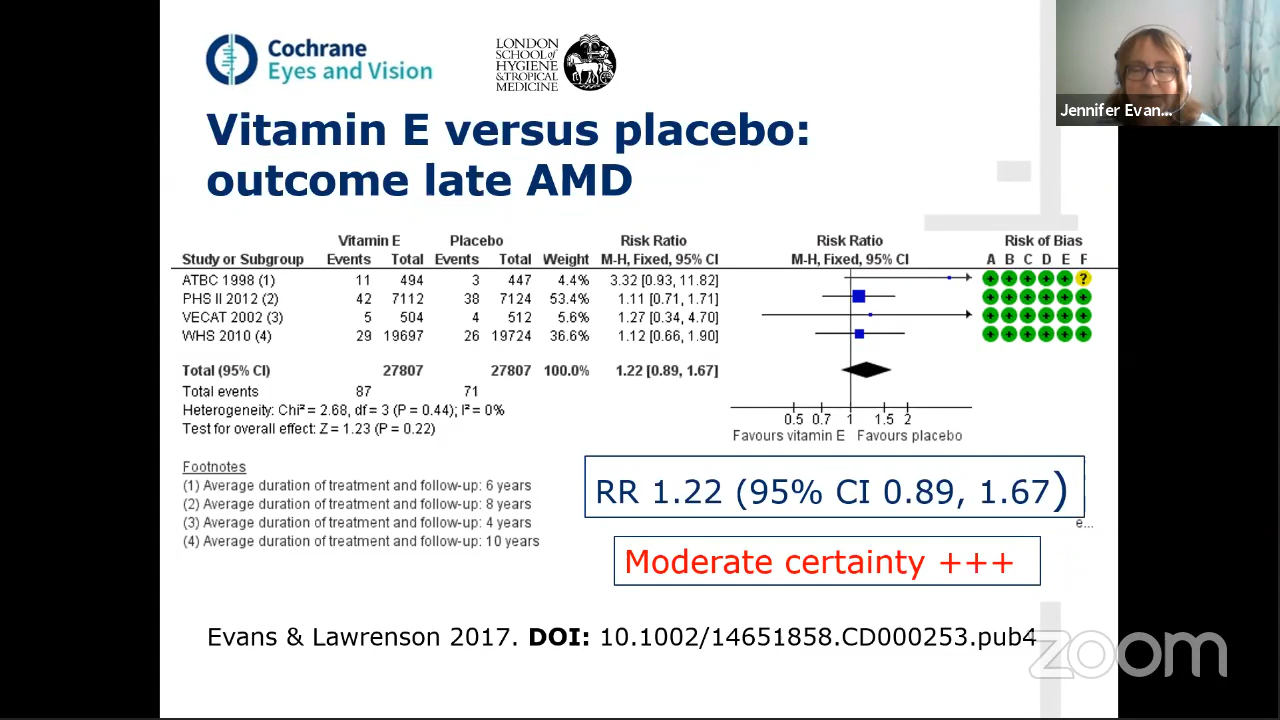 Cochrane
Eyes and Vision
LONDON
SCHOOL of
HYGIENE
& TROPICAL
MEDICINE
Jennifer Evan...
Vitamin E versus placebo:
outcome late AMD
Vitamin E Placebo Risk Ratio Risk Ratio Risk of Bias
Study or Subgroup Events Total Events Total Weight M-H, Fixed, 95% CI M-H, Fixed, 95% CI A B C D E F
ATBC 1998 (1) 11 494 3 447 4.4% 3.32 [0.93, 11.82] + + + + + ?
PHS II 2012 (2) 42 7112 38 7124 53.4% 1.11 [0.71, 1.71] + + + + + +
VECAT 2002 (3) 5 504 4 512 5.6% 1.27 [0.34, 4.70] + + + + + +
WHS 2010 (4) 29 19697 26 19724 36.6% 1.12 [0.66, 1.90] + + + + + +
Total (95% CI) 27807 27807 100.0% 1.22 [0.89, 1.67]
Total events 87 71
Heterogeneity: Chi² = 2.68, df = 3 (P = 0.44); I² = 0%
Test for overall effect: Z = 1.23 (P = 0.22)
0.5 0.7 1 1.5 2
Favours vitamin E Favours placebo
Footnotes
(1) Average duration of treatment and follow-up: 6 years
(2) Average duration of treatment and follow-up: 8 years
(3) Average duration of treatment and follow-up: 4 years
(4) Average duration of treatment and follow-up: 10 years
RR 1.22 (95% CI 0.89, 1.67)
e...
Moderate certainty +++
Evans & Lawrenson 2017. DOI: 10.1002/14651858.CD000253.pub4
zoom